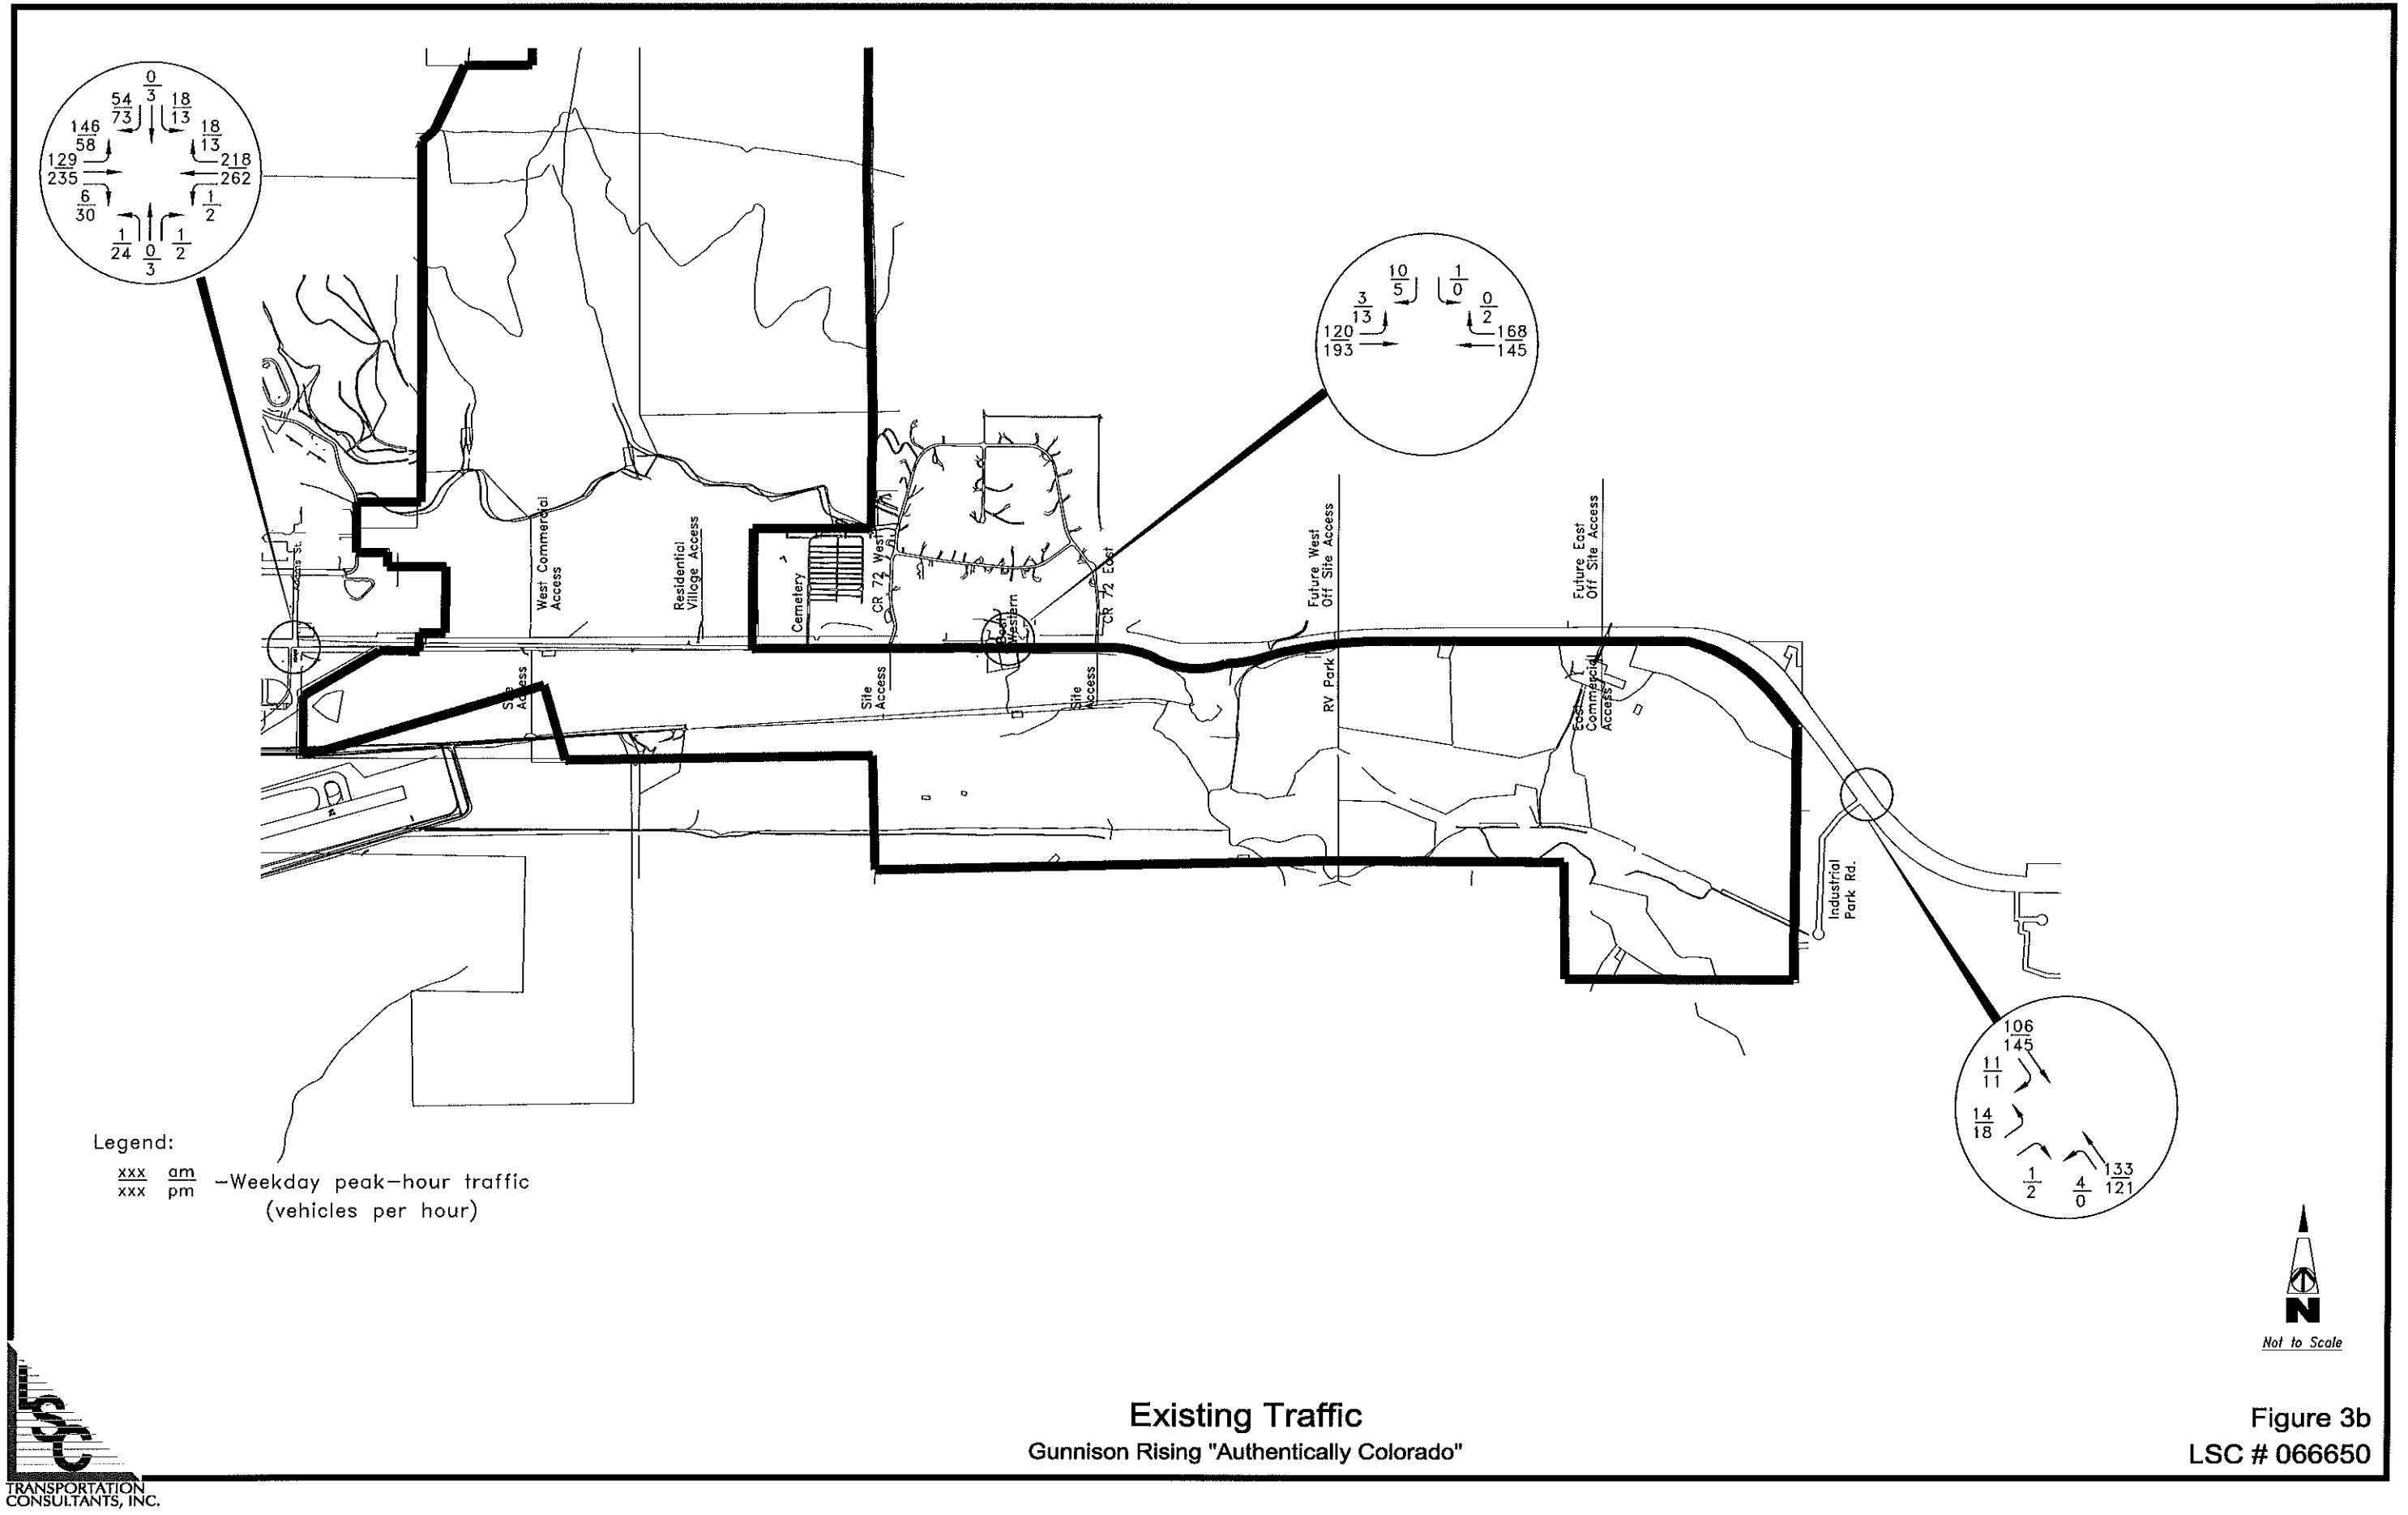 0
3
54
73
18
13
146
58
18
13
129
235
218
262
6
30
1
2
1
24
0
3
1
2
10
5
1
0
3
13
0
2
120
193
168
145
West Commercial
Access
Residential
Village Access
Cemetery
CR 72 West
Best
Western
CR 72 East
Future West
Off Site Access
Future East
Off Site Access
Site
Access
Site
Access
Site
Access
RV Park
East
Commercial
Access
Industrial
Park Rd.
106
145
11
11
14
18
1
2
4
0
133
121
Legend:
xxx am
xxx pm
-Weekday peak-hour traffic
(vehicles per hour)
N
Not to Scale
Existing Traffic
Gunnison Rising "Authentically Colorado"
Figure 3b
LSC # 066650
LSC
TRANSPORTATION
CONSULTANTS, INC.